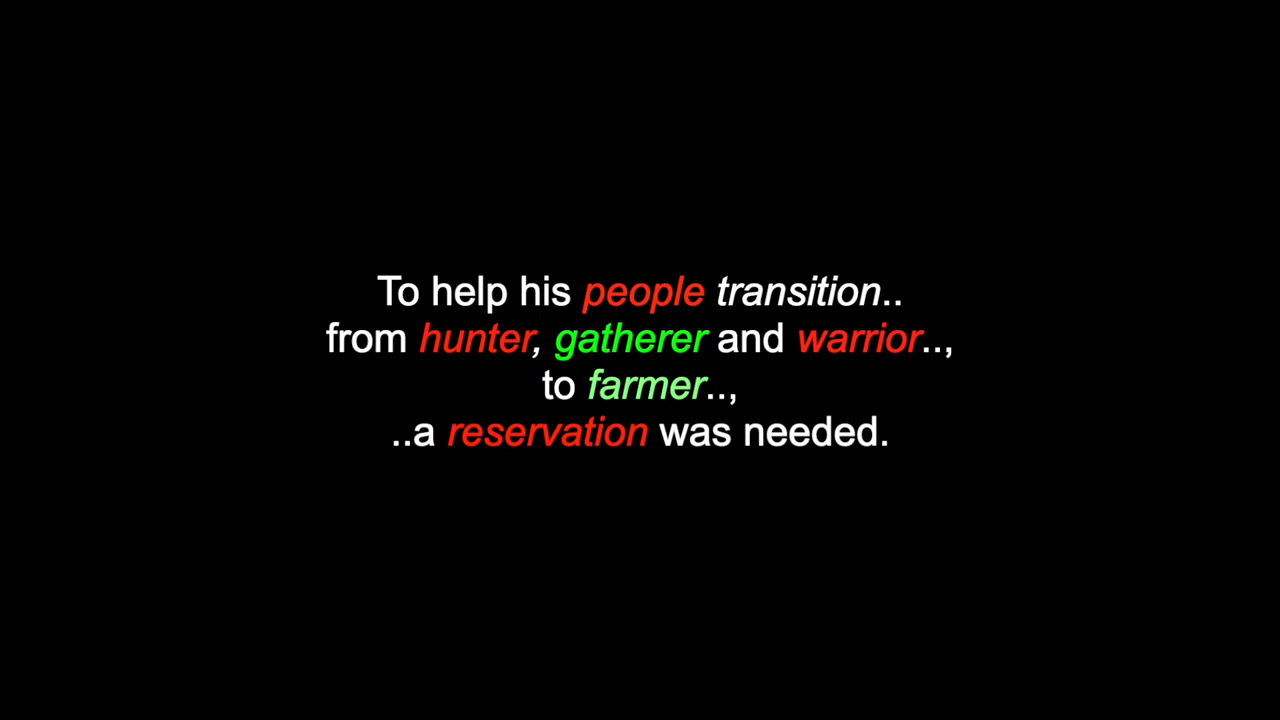 To help his people transition..
from hunter, gatherer and warrior..,
to farmer..,
..a reservation was needed.